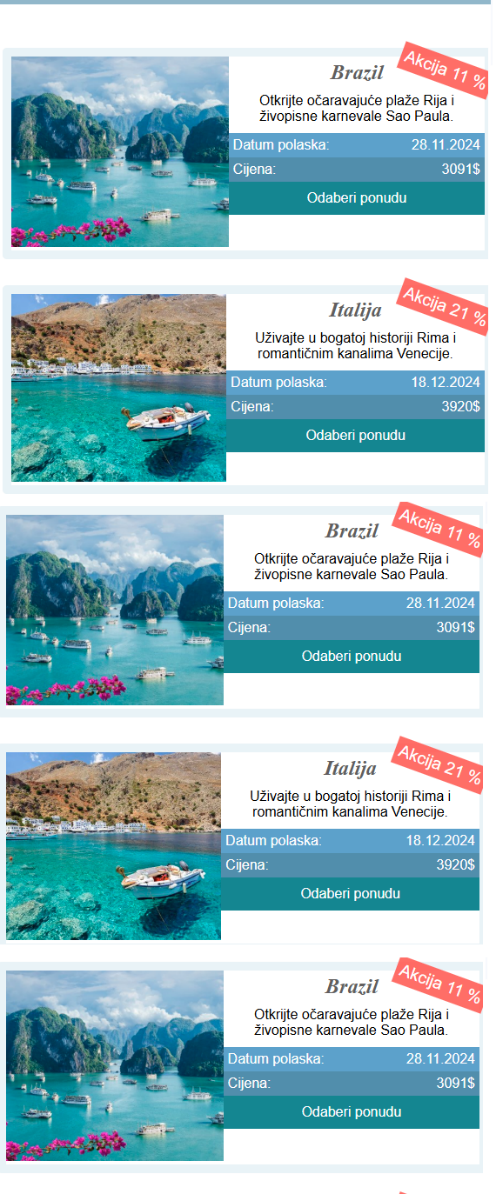 Brazil
Akcija 11 %
Otkrijte očaravajuće plaže Rija i
živopisne karnevale Sao Paula.
Datum polaska: 28.11.2024
Cijena: 3091$
Odaberi ponudu
Italija
Akcija 21 %
Uživajte u bogatoj historiji Rima i
romantičnim kanalima Venecije.
Datum polaska: 18.12.2024
Cijena: 3920$
Odaberi ponudu
Brazil
Akcija 11 %
Otkrijte očaravajuće plaže Rija i
živopisne karnevale Sao Paula.
Datum polaska: 28.11.2024
Cijena: 3091$
Odaberi ponudu
Italija
Akcija 21 %
Uživajte u bogatoj historiji Rima i
romantičnim kanalima Venecije.
Datum polaska: 18.12.2024
Cijena: 3920$
Odaberi ponudu
Brazil
Akcija 11 %
Otkrijte očaravajuće plaže Rija i
živopisne karnevale Sao Paula.
Datum polaska: 28.11.2024
Cijena: 3091$
Odaberi ponudu